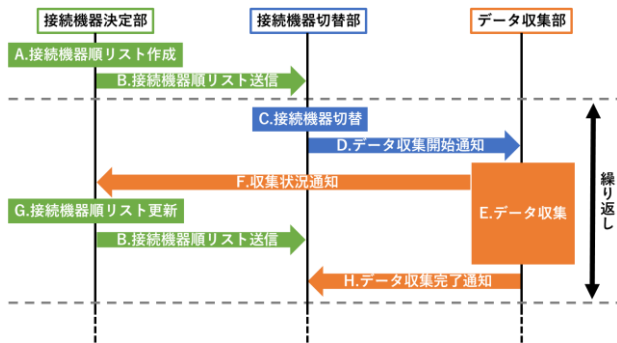 接続機器決定部
接続機器切替部
データ収集部
A.接続機器順リスト作成
B.接続機器順リスト送信
C.接続機器切替
D.データ収集開始通知
F.収集状況通知
E.データ収集
G.接続機器順リスト更新
B.接続機器順リスト送信
H.データ収集完了通知
繰り返し